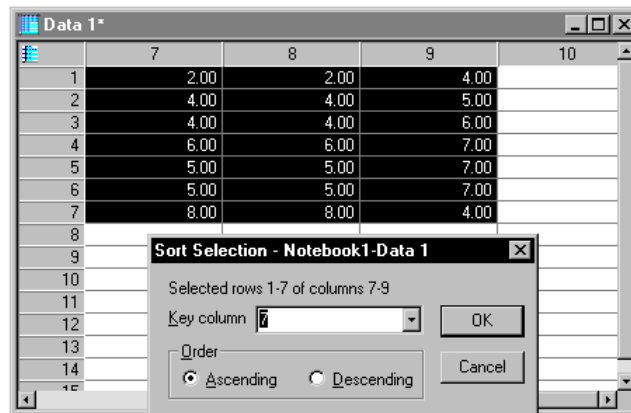 Data 1*
7 8 9 10
1 2.00 2.00 4.00
2 4.00 4.00 5.00
3 4.00 4.00 6.00
4 6.00 6.00 7.00
5 5.00 5.00 7.00
6 5.00 5.00 7.00
7 8.00 8.00 4.00
8
9
10
11
12
13
14
15
Sort Selection - Notebook1-Data 1
Selected rows 1-7 of columns 7-9
Key column 7
OK
Order
Ascending Descending
Cancel